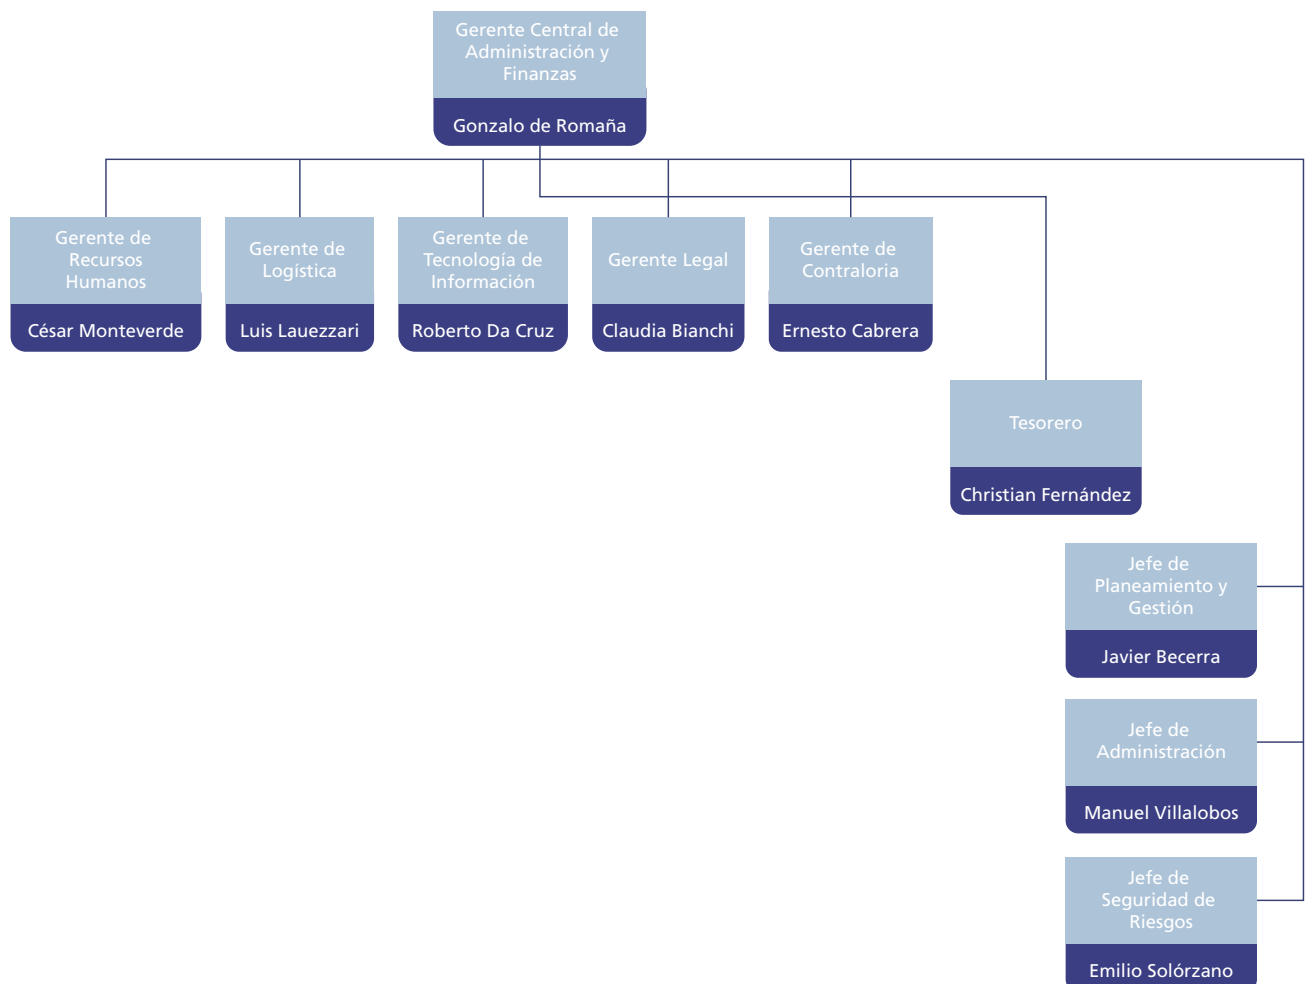 Gerente Central de
Administración y
Finanzas
Gonzalo de Romaña
Gerente de
Recursos
Humanos
César Monteverde
Gerente de
Logística
Luis Lauezzari
Gerente de
Tecnología de
Información
Roberto Da Cruz
Gerente Legal
Claudia Bianchi
Gerente de
Contraloria
Ernesto Cabrera
Tesorero
Christian Fernández
Jefe de
Planeamiento y
Gestión
Javier Becerra
Jefe de
Administración
Manuel Villalobos
Jefe de
Seguridad de
Riesgos
Emilio Solórzano